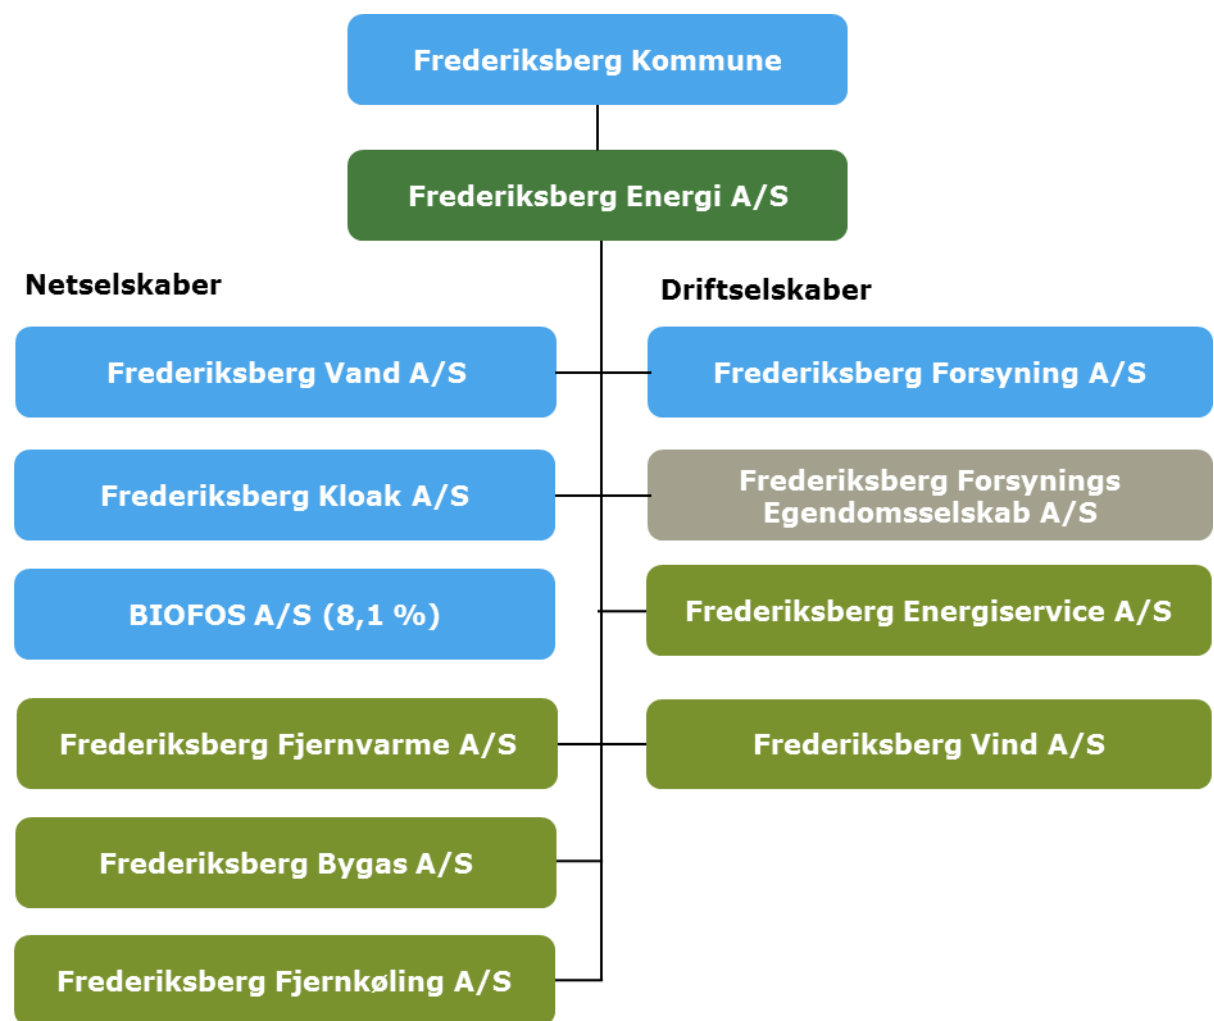 Frederiksberg Kommune
Frederiksberg Energi A/S
Netselskaber
Frederiksberg Vand A/S
Frederiksberg Kloak A/S
BIOFOS A/S (8,1 %)
Frederiksberg Fjernvarme A/S
Frederiksberg Bygas A/S
Frederiksberg Fjernkøling A/S
Driftselskaber
Frederiksberg Forsyning A/S
Frederiksberg Forsynings
Egendomsselskab A/S
Frederiksberg Energiservice A/S
Frederiksberg Vind A/S